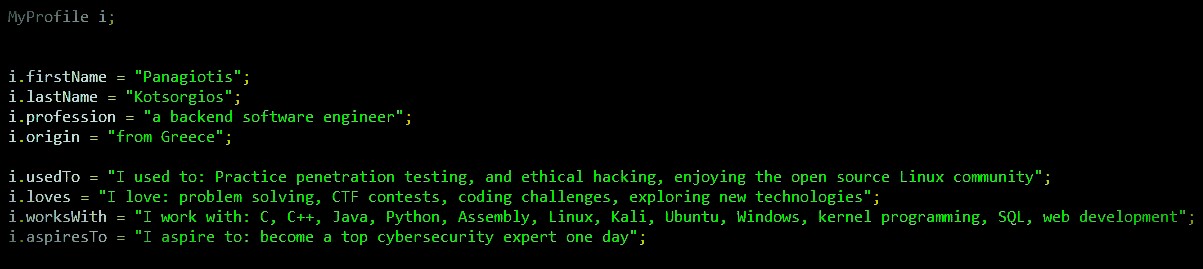 MyProfile i;
i.firstName = "Panagiotis";
i.lastName = "Kotsorgios";
i.profession = "a backend software engineer";
i.origin = "from Greece";
i.usedTo = "I used to: Practice penetration testing, and ethical hacking, enjoying the open source Linux community";
i.loves = "I love: problem solving, CTF contests, coding challenges, exploring new technologies";
i.worksWith = "I work with: C, C++, Java, Python, Assembly, Linux, Kali, Ubuntu, Windows, kernel programming, SQL, web development";
i.aspiresTo = "I aspire to: become a top cybersecurity expert one day";